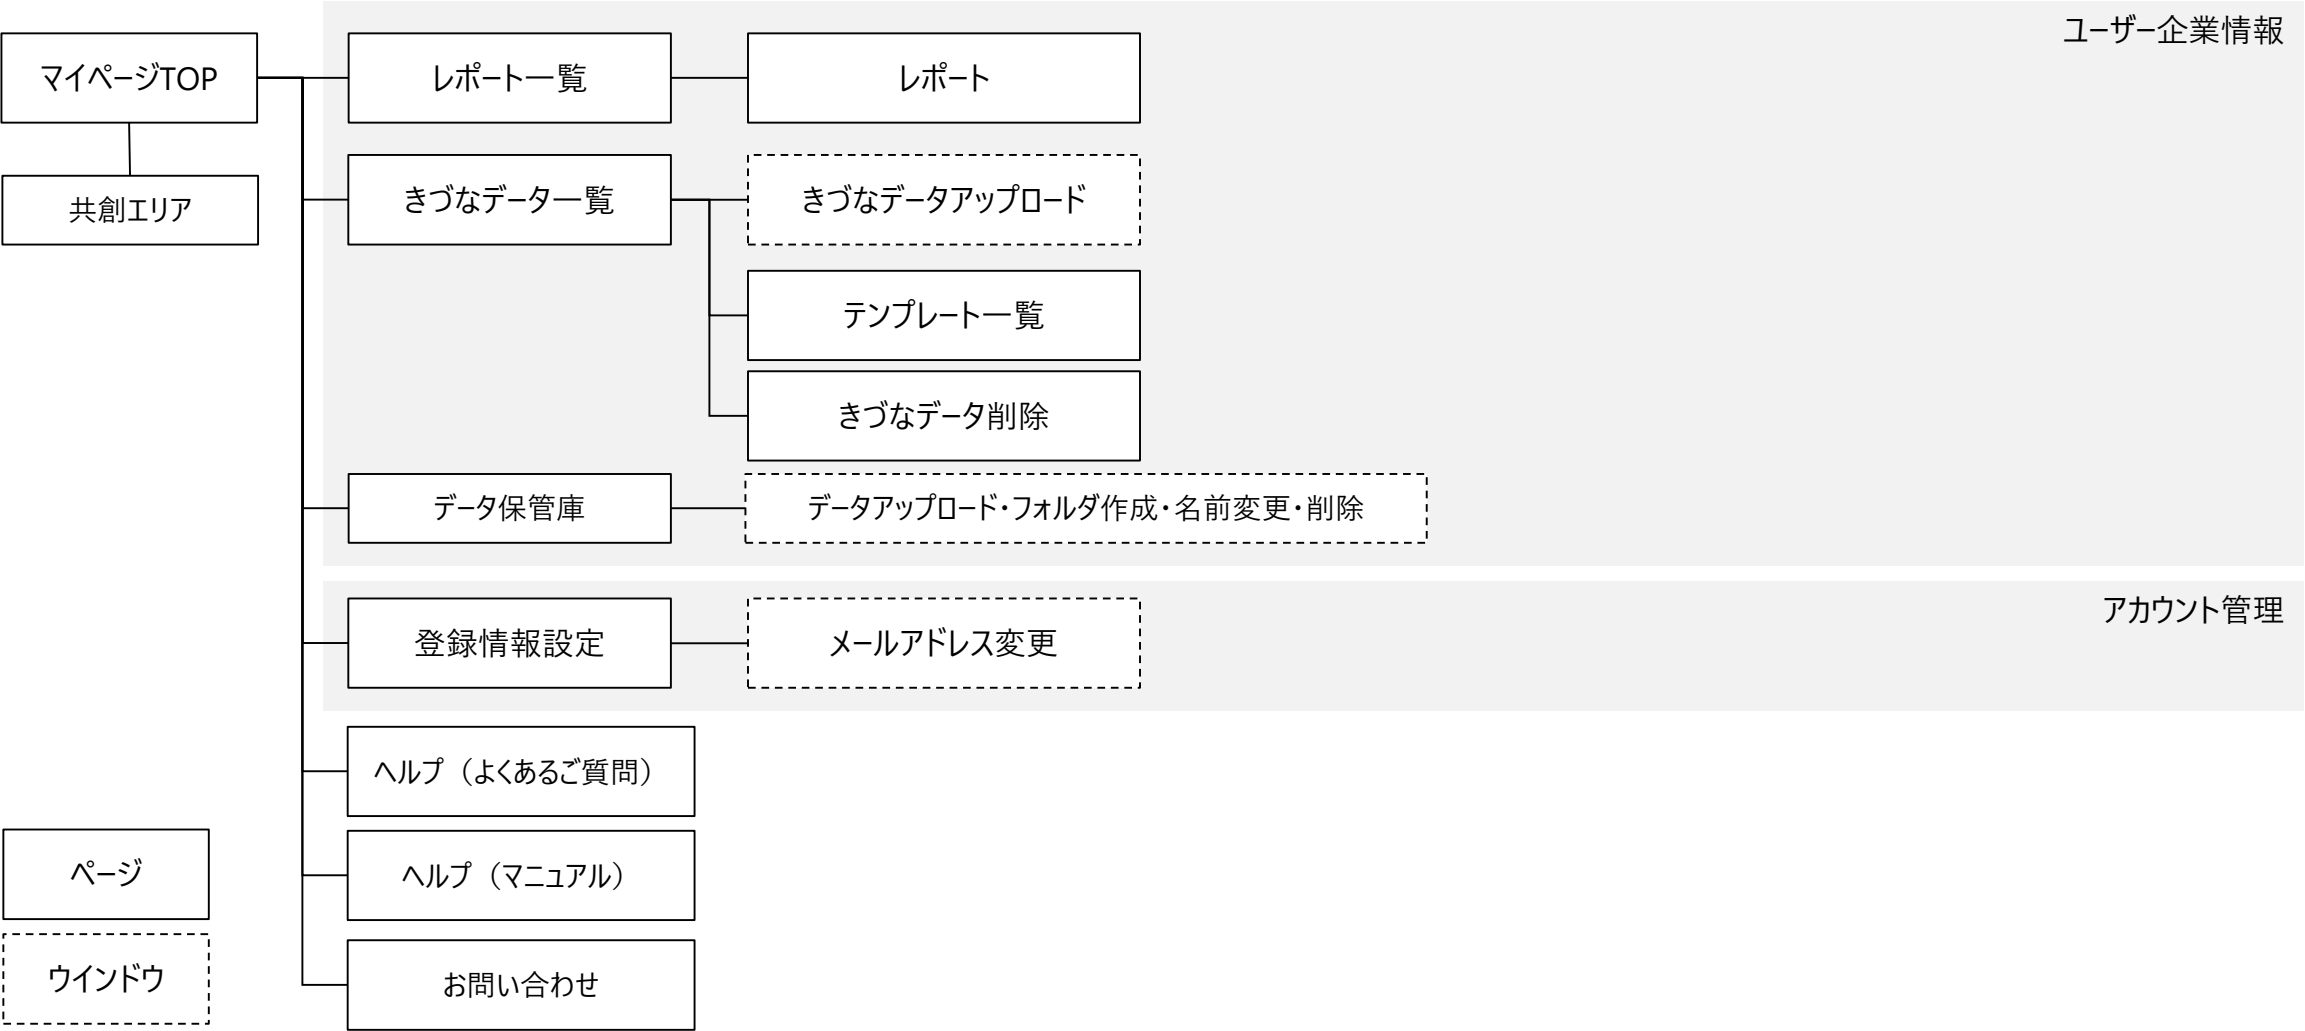 ユーザー企業情報
マイページTOP
レポート一覧
レポート
共創エリア
きづなデータ一覧
きづなデータアップロード
テンプレート一覧
きづなデータ削除
データ保管庫
データアップロード・フォルダ作成・名前変更・削除
アカウント管理
登録情報設定
メールアドレス変更
ヘルプ（よくあるご質問）
ヘルプ（マニュアル）
お問い合わせ
ページ
ウインドウ